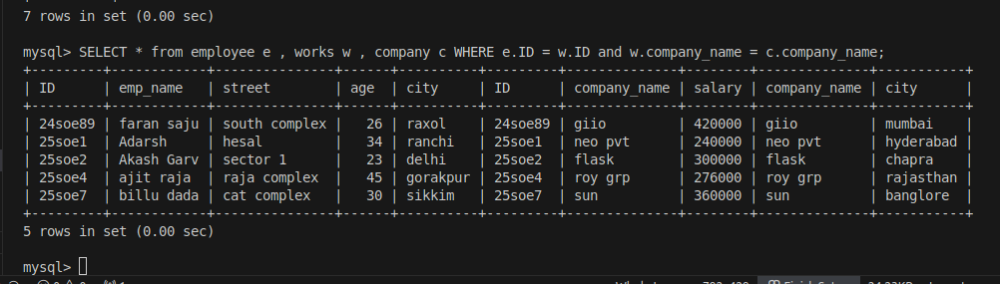 7 rows in set (0.00 sec)
mysql> SELECT * from employee e , works w , company c WHERE e.ID = w.ID and w.company_name = c.company_name;
+---------+------------+---------------+------+----------+---------+--------------+--------+--------------+-----------+
| ID      | emp_name   | street        | age  | city     | ID      | company_name | salary | company_name | city      |
+---------+------------+---------------+------+----------+---------+--------------+--------+--------------+-----------+
| 24soe89 | faran saju | south complex |   26 | raxol    | 24soe89 | giio         | 420000 | giio         | mumbai    |
| 25soe1  | Adarsh     | hesal         |   34 | ranchi   | 25soe1  | neo pvt      | 240000 | neo pvt      | hyderabad |
| 25soe2  | Akash Garv | sector 1      |   23 | delhi    | 25soe2  | flask        | 300000 | flask        | chapra    |
| 25soe4  | ajit raja  | raja complex  |   45 | gorakpur | 25soe4  | roy grp      | 276000 | roy grp      | rajasthan |
| 25soe7  | billu dada | cat complex   |   30 | sikkim   | 25soe7  | sun          | 360000 | sun          | banglore  |
+---------+------------+---------------+------+----------+---------+--------------+--------+--------------+-----------+
5 rows in set (0.00 sec)
mysql>